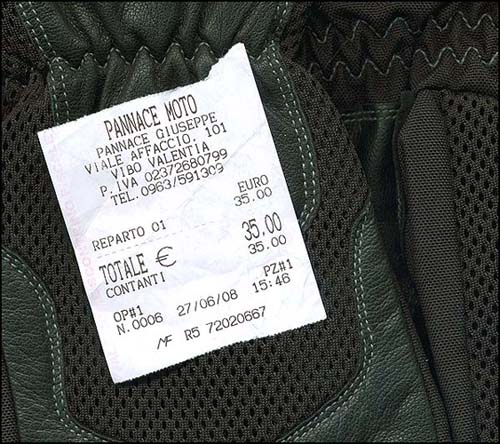 PANNACE MOTO
PANNACE GIUSEPPE
VIALE AFFACCIO, 101
VIBO VALENTIA
P. IVA 02372680799
TEL. 0963/591309
EURO
REPARTO 01 35.00
TOTALE € 35.00
CONTANTI 35.00
OP#1 PZ#1
N.0006 27/06/08 15:46
MF R5 72020667